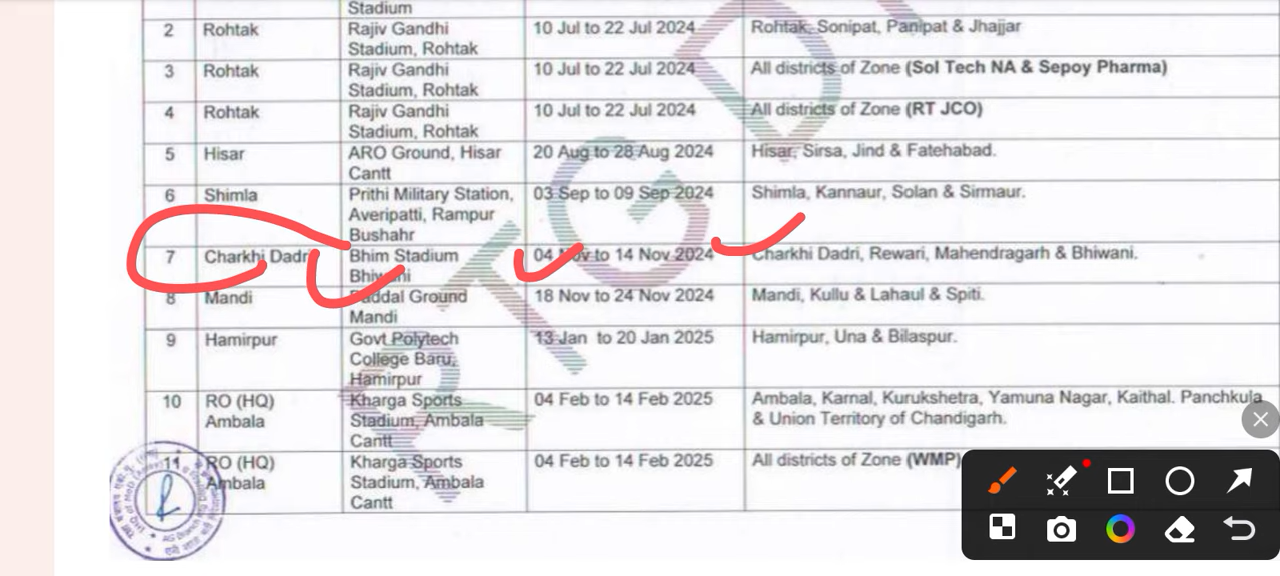 Stadium
2 Rohtak Rajiv Gandhi 10 Jul to 22 Jul 2024 Rohtak, Sonipat, Panipat & Jhajjar
Stadium, Rohtak
3 Rohtak Rajiv Gandhi 10 Jul to 22 Jul 2024 All districts of Zone (Sol Tech NA & Sepoy Pharma)
Stadium, Rohtak
4 Rohtak Rajiv Gandhi 10 Jul to 22 Jul 2024 All districts of Zone (RT JCO)
Stadium, Rohtak
5 Hisar ARO Ground, Hisar 20 Aug to 28 Aug 2024 Hisar, Sirsa, Jind & Fatehabad.
Cantt
6 Shimla Prithi Military Station, 03 Sep to 09 Sep 2024 Shimla, Kannaur, Solan & Sirmaur.
Averipatti, Rampur
Bushahr
7 Charkhi Dadri Bhim Stadium 04 Nov to 14 Nov 2024 Charkhi Dadri, Rewari, Mahendragarh & Bhiwani.
Bhiwani
8 Mandi Paddal Ground 18 Nov to 24 Nov 2024 Mandi, Kullu & Lahaul & Spiti.
Mandi
9 Hamirpur Govt Polytech 13 Jan to 20 Jan 2025 Hamirpur, Una & Bilaspur.
College Baru,
Hamirpur
10 RO (HQ) Kharga Sports 04 Feb to 14 Feb 2025 Ambala, Karnal, Kurukshetra, Yamuna Nagar, Kaithal. Panchkula
Ambala Stadium, Ambala & Union Territory of Chandigarh.
Cantt
11 RO (HQ) Kharga Sports 04 Feb to 14 Feb 2025 All districts of Zone (WMP)
Ambala Stadium, Ambala
Cantt